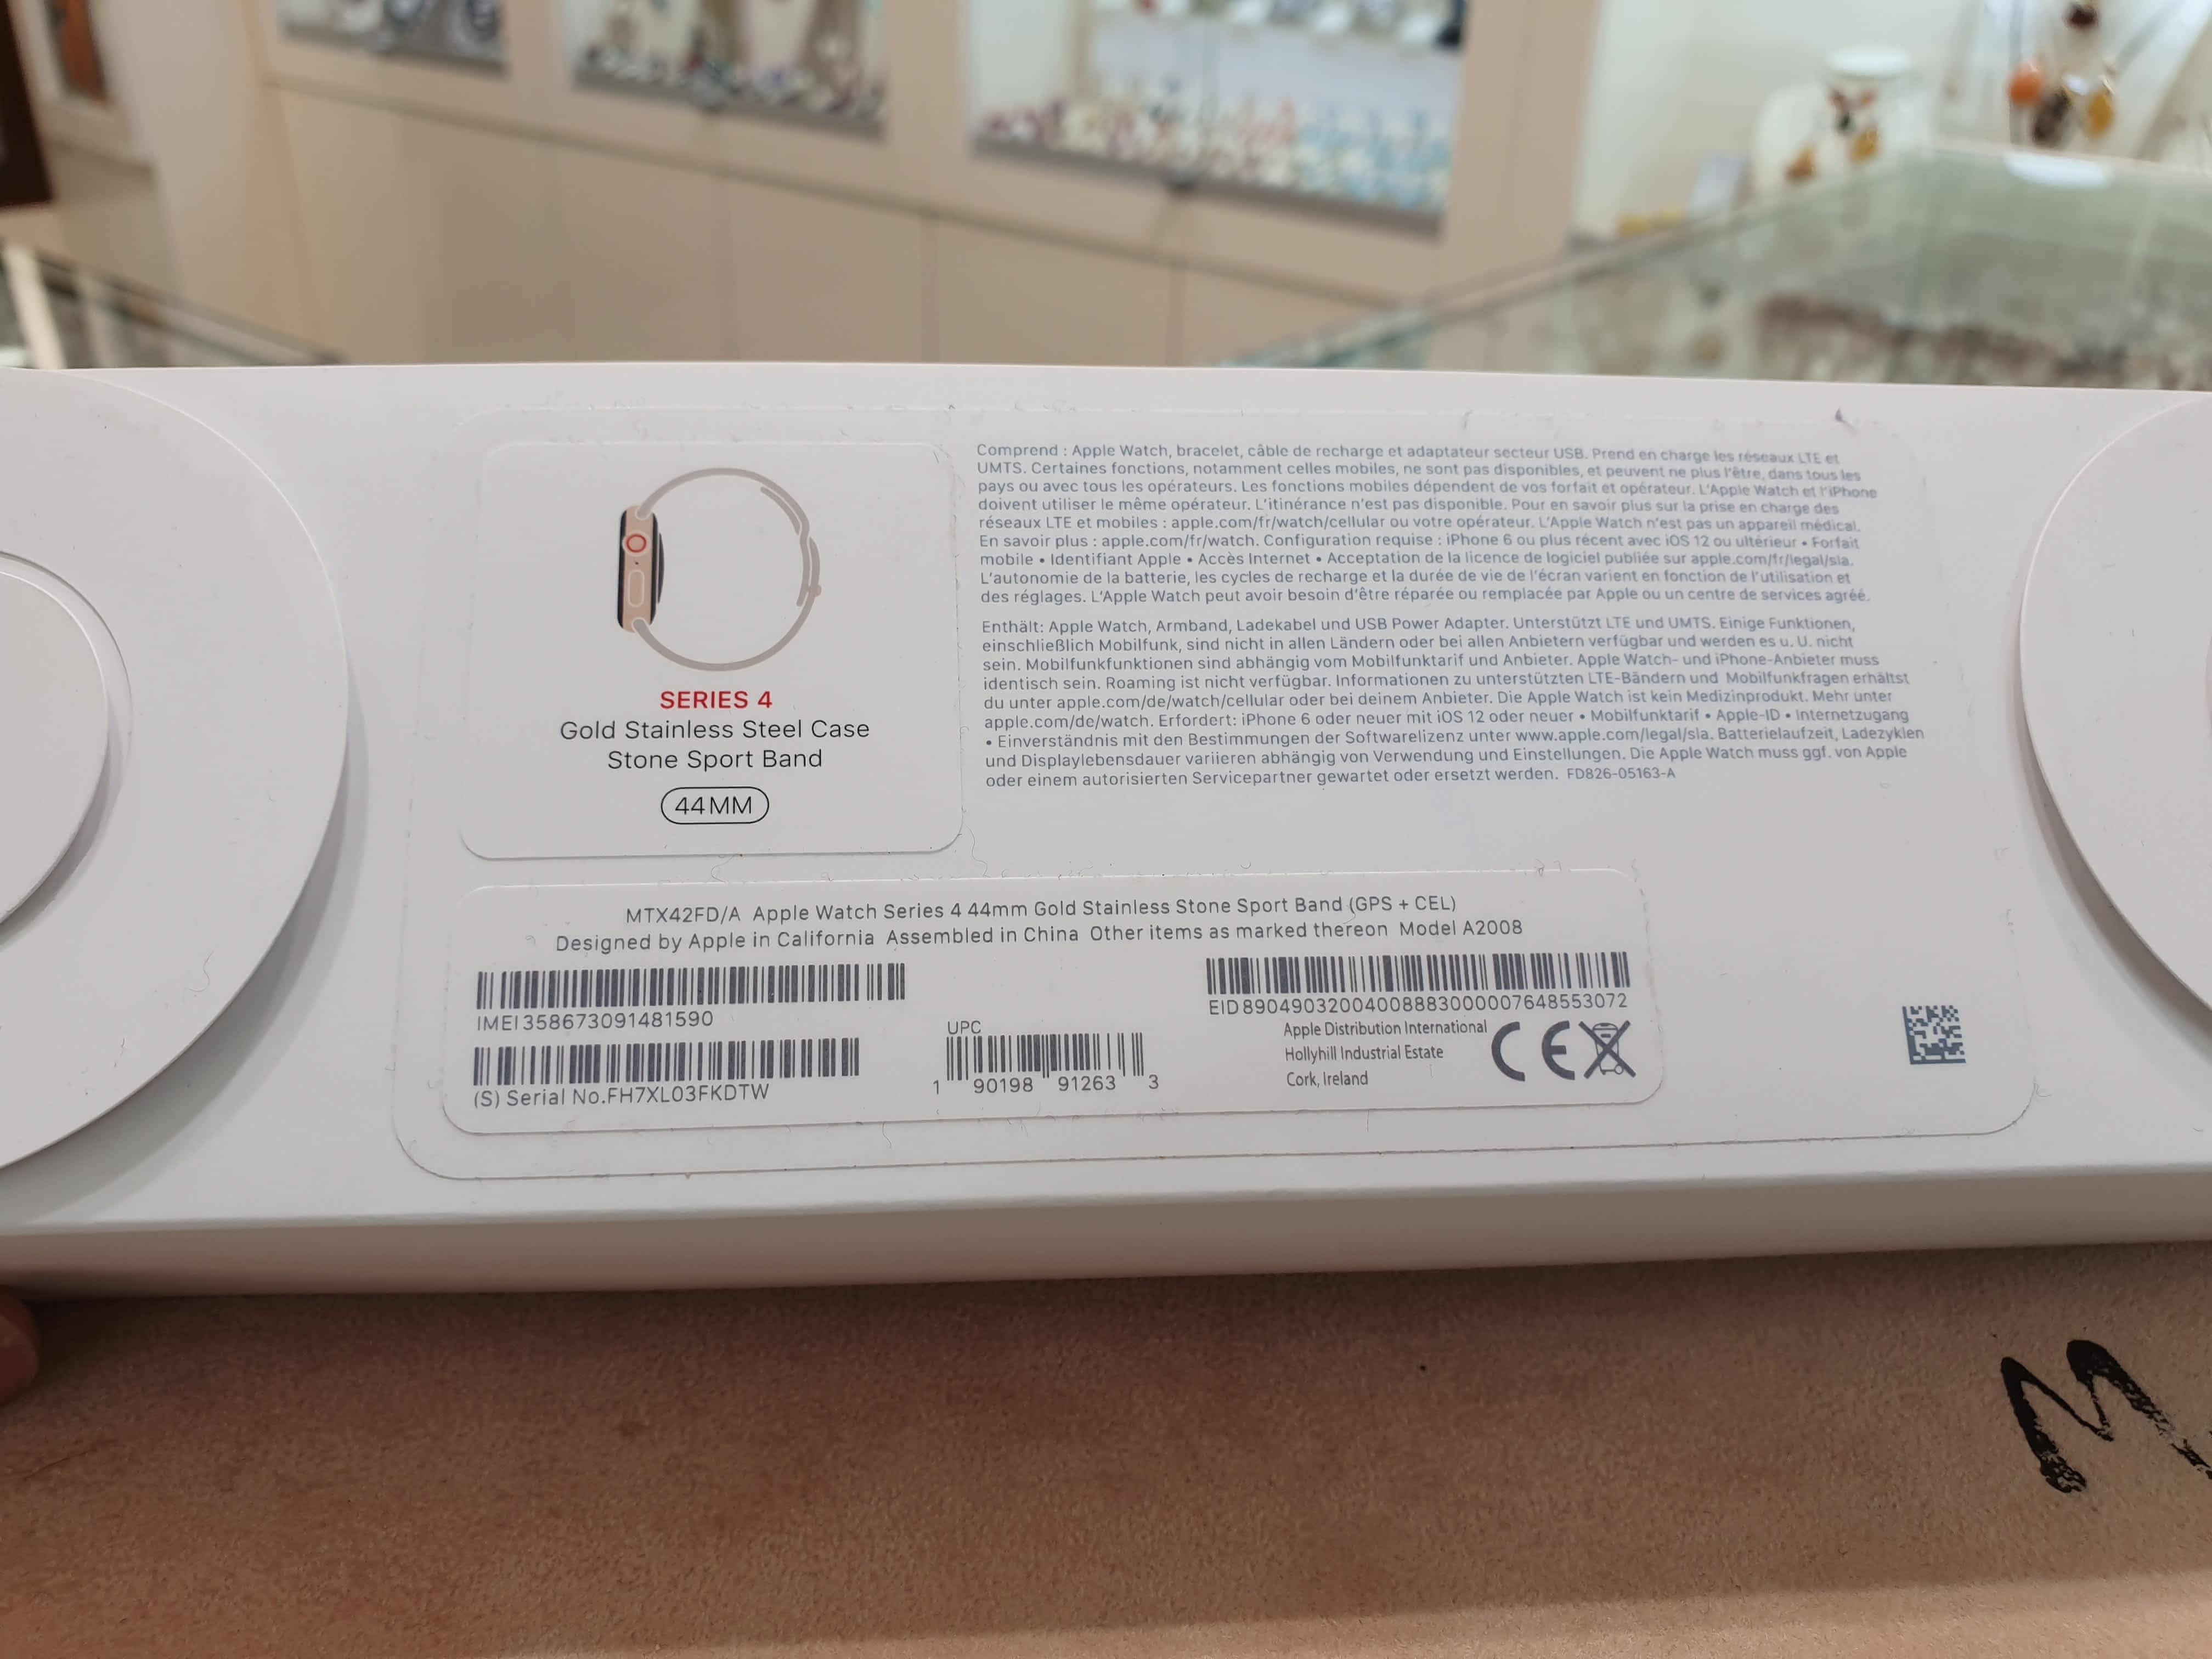 Comprend : Apple Watch, bracelet, câble de recharge et adaptateur secteur USB. Prend en charge les réseaux LTE et
UMTS. Certaines fonctions, notamment celles mobiles, ne sont pas disponibles, et peuvent ne plus l'être, dans tous les
pays ou avec tous les opérateurs. Les fonctions mobiles dépendent de vos forfait et opérateur. L'Apple Watch et l'iPhone
doivent utiliser le même opérateur. L'itinérance n'est pas disponible. Pour en savoir plus sur la prise en charge des
réseaux LTE et mobiles : apple.com/fr/watch/cellular ou votre opérateur. L'Apple Watch n'est pas un appareil médical.
En savoir plus : apple.com/fr/watch. Configuration requise : iPhone 6 ou plus récent avec iOS 12 ou ultérieur • Forfait
mobile • Identifiant Apple • Accès Internet • Acceptation de la licence de logiciel publiée sur apple.com/fr/legal/sla.
L'autonomie de la batterie, les cycles de recharge et la durée de vie de l'écran varient en fonction de l'utilisation et
des réglages. L'Apple Watch peut avoir besoin d'être réparée ou remplacée par Apple ou un centre de services agréé.
Enthält: Apple Watch, Armband, Ladekabel und USB Power Adapter. Unterstützt LTE und UMTS. Einige Funktionen,
einschließlich Mobilfunk, sind nicht in allen Ländern oder bei allen Anbietern verfügbar und werden es u. U. nicht
sein. Mobilfunkfunktionen sind abhängig vom Mobilfunktarif und Anbieter. Apple Watch- und iPhone-Anbieter muss
identisch sein. Roaming ist nicht verfügbar. Informationen zu unterstützten LTE-Bändern und Mobilfunkfragen erhältst
du unter apple.com/de/watch/cellular oder bei deinem Anbieter. Die Apple Watch ist kein Medizinprodukt. Mehr unter
apple.com/de/watch. Erfordert: iPhone 6 oder neuer mit iOS 12 oder neuer • Mobilfunktarif • Apple-ID • Internetzugang
• Einverständnis mit den Bestimmungen der Softwarelizenz unter www.apple.com/legal/sla. Batterielaufzeit, Ladezyklen
und Displaylebensdauer variieren abhängig von Verwendung und Einstellungen. Die Apple Watch muss ggf. von Apple
oder einem autorisierten Servicepartner gewartet oder ersetzt werden. FD826-05163-A
SERIES 4
Gold Stainless Steel Case
Stone Sport Band
44MM
MTX42FD/A Apple Watch Series 4 44mm Gold Stainless Stone Sport Band (GPS + CEL)
Designed by Apple in California Assembled in China Other items as marked thereon Model A2008
IMEI 358673091481590
EID 89049032004008883000007648553072
(S) Serial No.FH7XL03FKDTW
UPC
1 90198 91263 3
Apple Distribution International
Hollyhill Industrial Estate
Cork, Ireland
CE
M